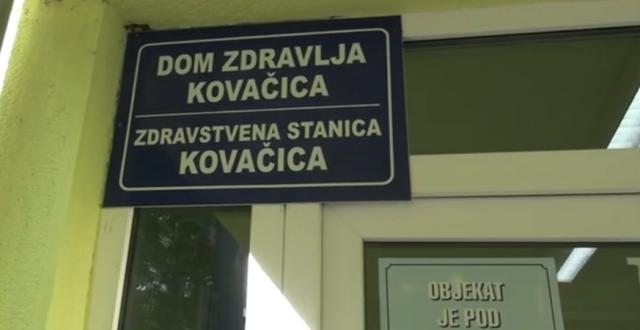 DOM ZDRAVLJA
KOVAČICA
ZDRAVSTVENA STANICA
KOVAČICA
OBJEKAT
JE POD